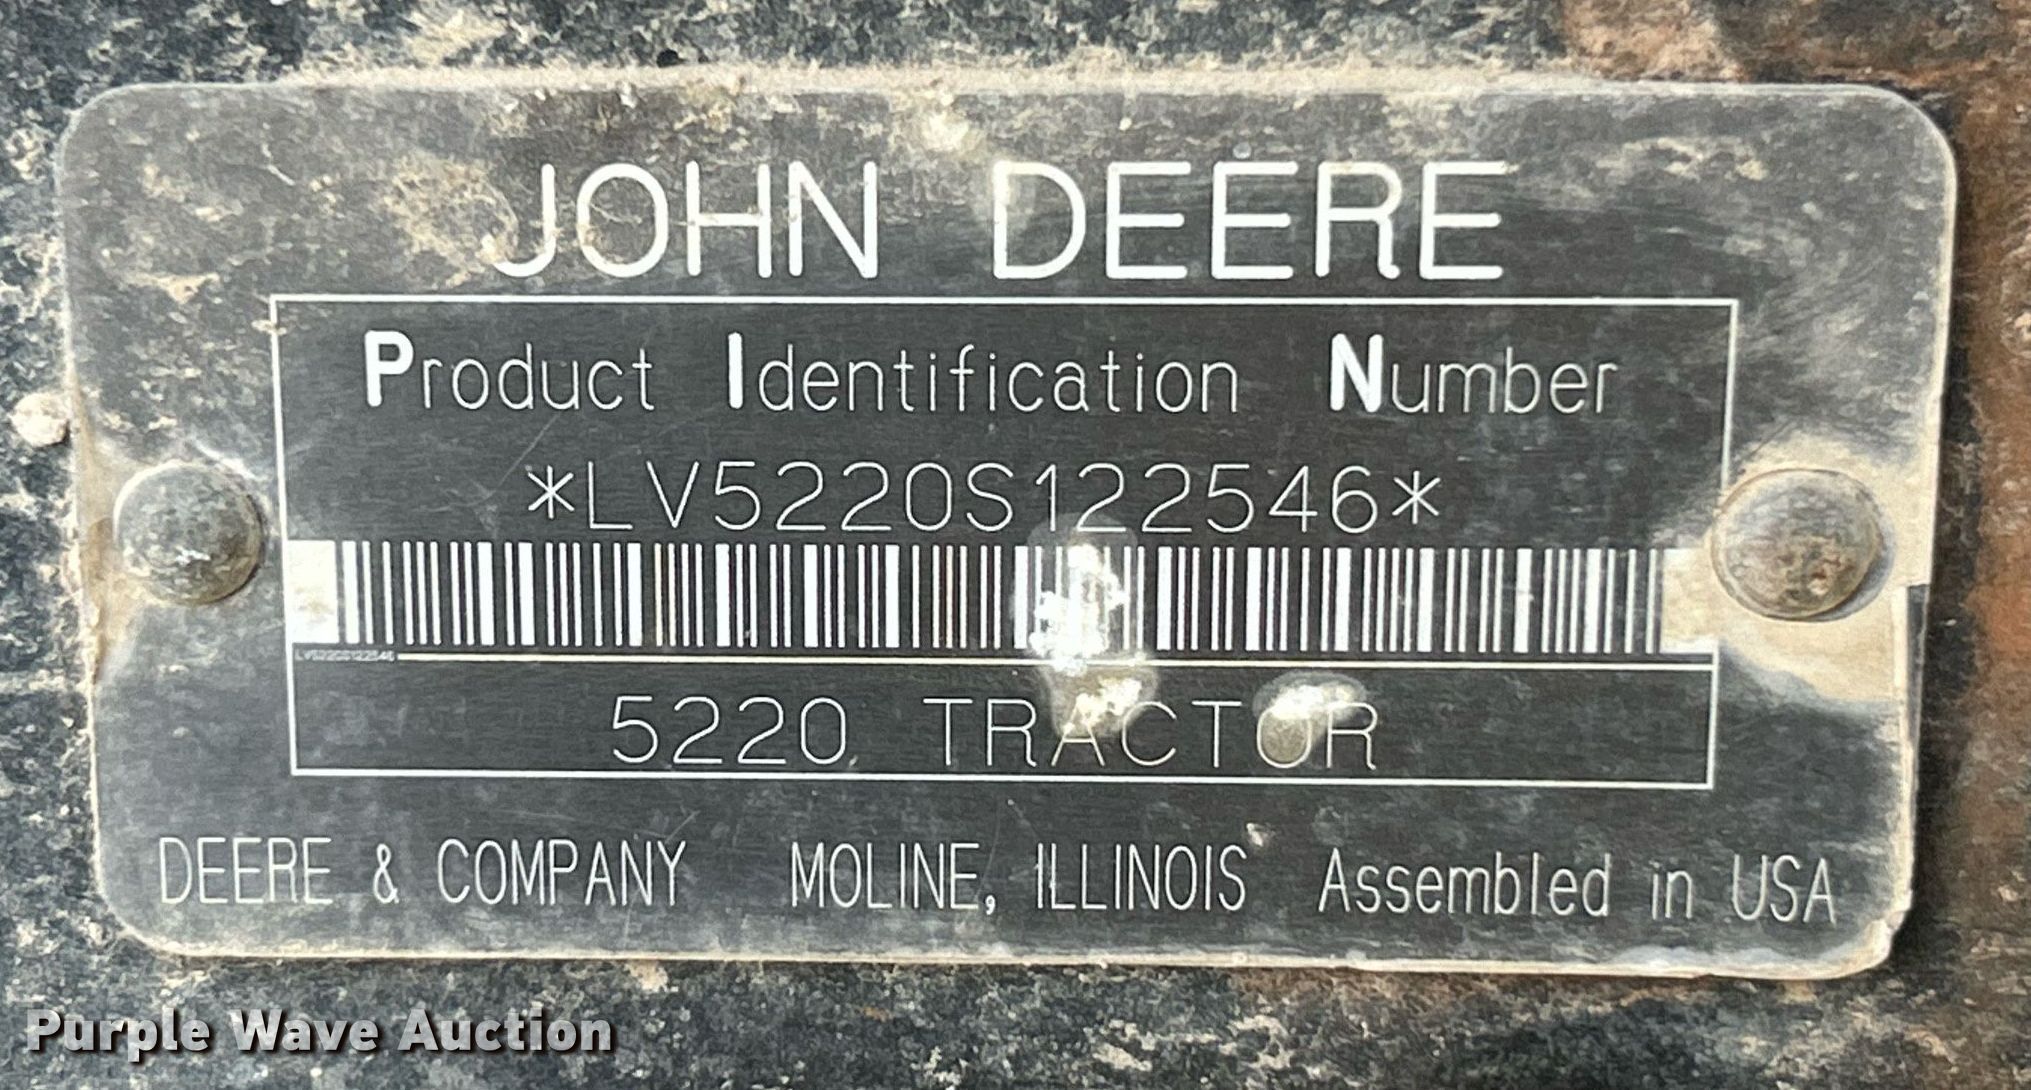 JOHN DEERE
Product Identification Number
*LV5220S122546*
LV5220S122546
5220 TRACTOR
DEERE & COMPANY MOLINE, ILLINOIS Assembled in USA
Purple Wave Auction